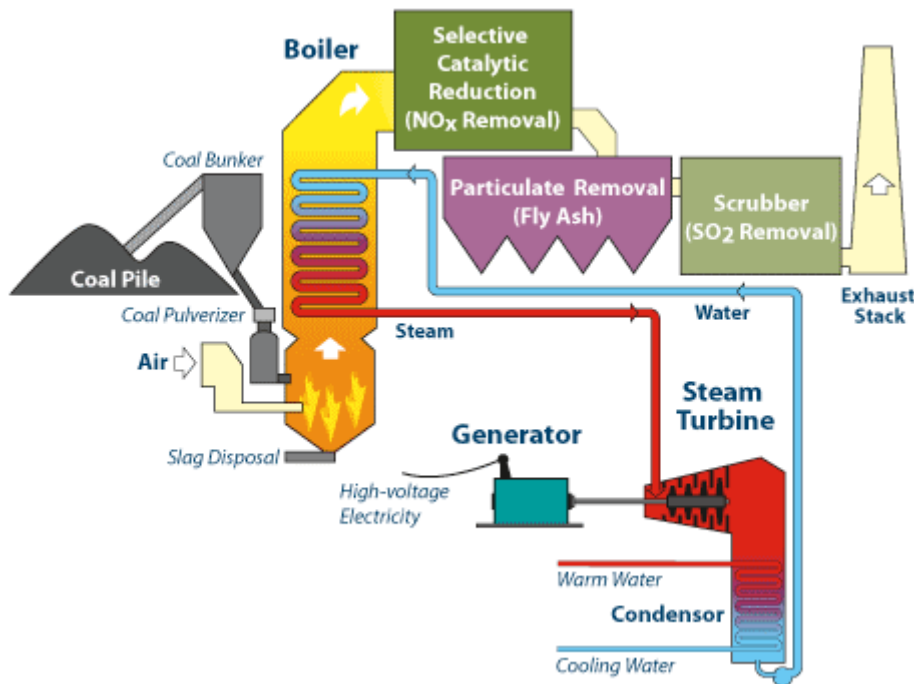 Boiler
Selective
Catalytic
Reduction
(NOx Removal)
Coal Bunker
Particulate Removal
(Fly Ash)
Scrubber
(SO2 Removal)
Coal Pile
Exhaust
Stack
Coal Pulverizer
Steam
Water
Air
Steam
Turbine
Generator
Slag Disposal
High-voltage
Electricity
Warm Water
Condensor
Cooling Water